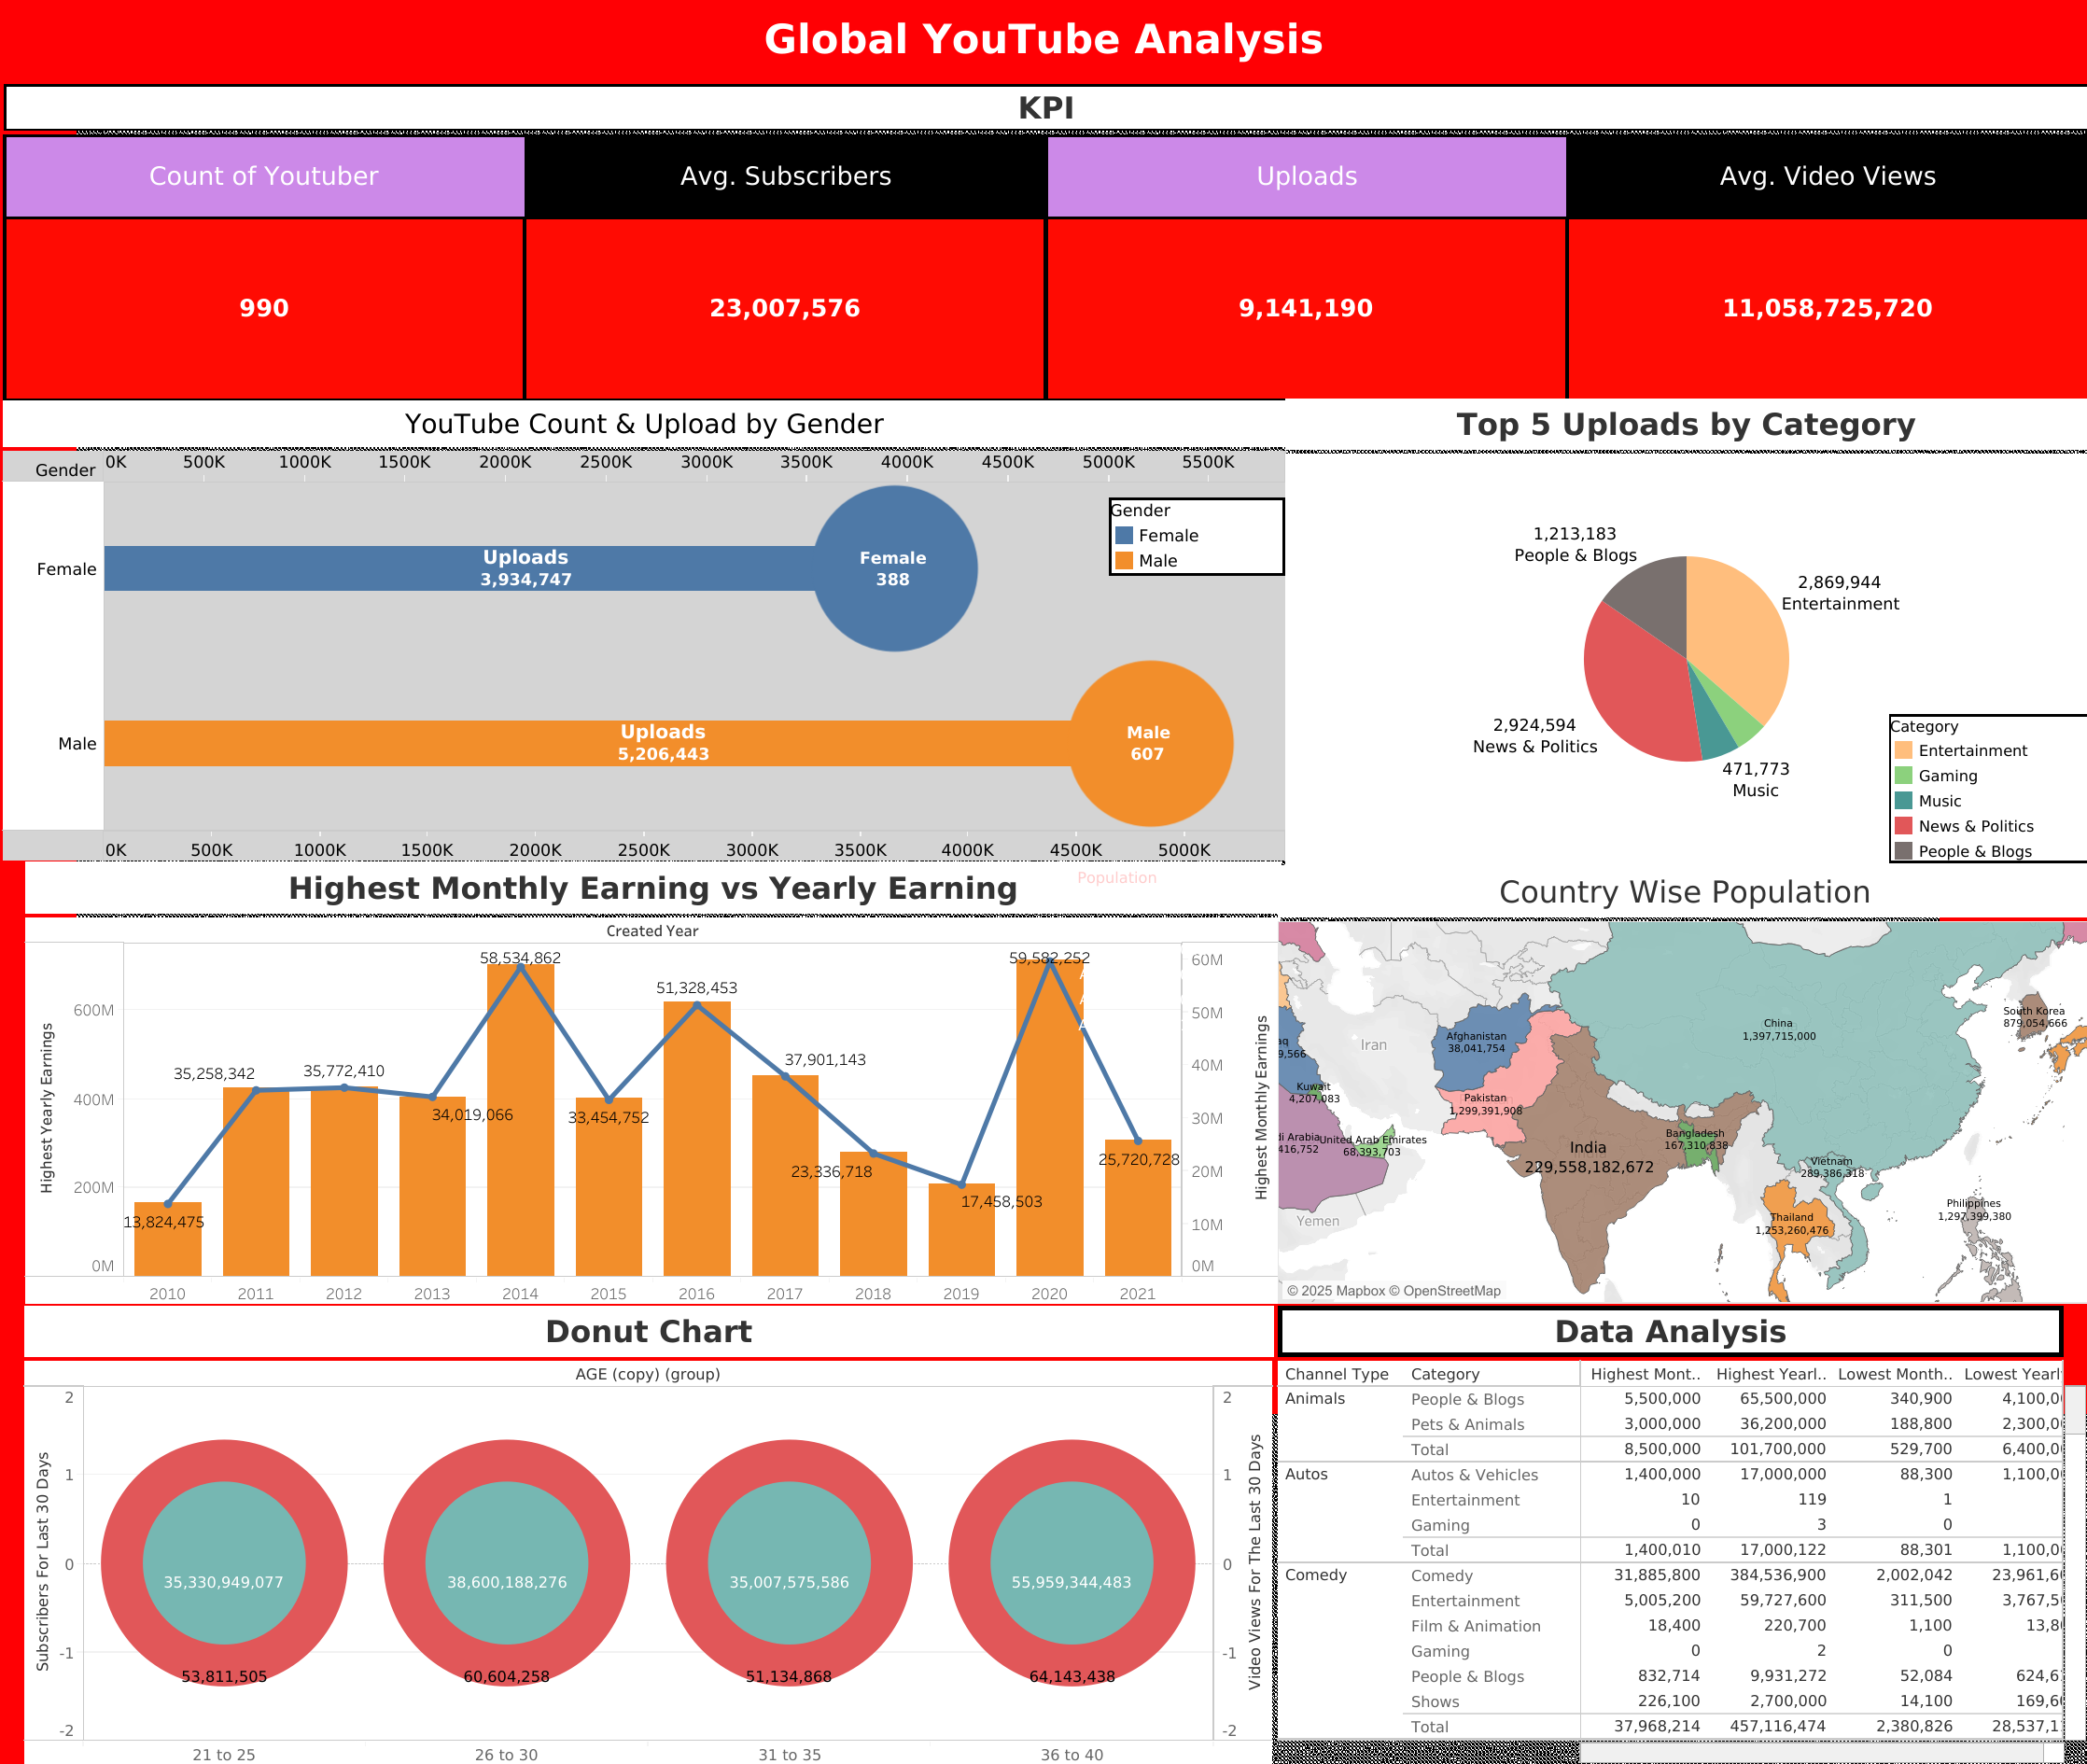 Global YouTube Analysis
KPI
Count of Youtuber Avg. Subscribers Uploads Avg. Video Views
990 23,007,576 9,141,190 11,058,725,720
YouTube Count & Upload by Gender
Gender 0K 500K 1000K 1500K 2000K 2500K 3000K 3500K 4000K 4500K 5000K 5500K
Gender
Female
Male
Female
Uploads
3,934,747
Female
388
Male
Uploads
5,206,443
Male
607
0K 500K 1000K 1500K 2000K 2500K 3000K 3500K 4000K 4500K 5000K
Population
Top 5 Uploads by Category
1,213,183
People & Blogs
2,869,944
Entertainment
2,924,594
News & Politics
471,773
Music
Category
Entertainment
Gaming
Music
News & Politics
People & Blogs
Highest Monthly Earning vs Yearly Earning
Created Year
Highest Yearly Earnings
600M
400M
200M
0M
13,824,475
35,258,342
35,772,410
34,019,066
58,534,862
33,454,752
51,328,453
37,901,143
23,336,718
17,458,503
59,582,252
25,720,728
60M
50M
40M
30M
20M
10M
0M
Highest Monthly Earnings
2010 2011 2012 2013 2014 2015 2016 2017 2018 2019 2020 2021
Country Wise Population
Iran
Afghanistan
38,041,754
China
1,397,715,000
South Korea
879,054,666
aq
9,566
Kuwait
4,207,083
Pakistan
1,299,391,908
di Arabia
416,752
United Arab Emirates
68,393,703
India
229,558,182,672
Bangladesh
167,310,838
Vietnam
289,386,318
Yemen
Thailand
1,253,260,476
Philippines
1,297,399,380
© 2025 Mapbox © OpenStreetMap
Donut Chart
AGE (copy) (group)
Subscribers For Last 30 Days
2
1
0
-1
-2
35,330,949,077 38,600,188,276 35,007,575,586 55,959,344,483
53,811,505 60,604,258 51,134,868 64,143,438
2
1
0
-1
-2
Video Views For The Last 30 Days
21 to 25 26 to 30 31 to 35 36 to 40
Data Analysis
Channel Type Category Highest Mont.. Highest Yearl.. Lowest Month.. Lowest Yearl
Animals People & Blogs 5,500,000 65,500,000 340,900 4,100,0
Pets & Animals 3,000,000 36,200,000 188,800 2,300,0
Total 8,500,000 101,700,000 529,700 6,400,0
Autos Autos & Vehicles 1,400,000 17,000,000 88,300 1,100,0
Entertainment 10 119 1
Gaming 0 3 0
Total 1,400,010 17,000,122 88,301 1,100,0
Comedy Comedy 31,885,800 384,536,900 2,002,042 23,961,6
Entertainment 5,005,200 59,727,600 311,500 3,767,5
Film & Animation 18,400 220,700 1,100 13,8
Gaming 0 2 0
People & Blogs 832,714 9,931,272 52,084 624,6
Shows 226,100 2,700,000 14,100 169,6
Total 37,968,214 457,116,474 2,380,826 28,537,1